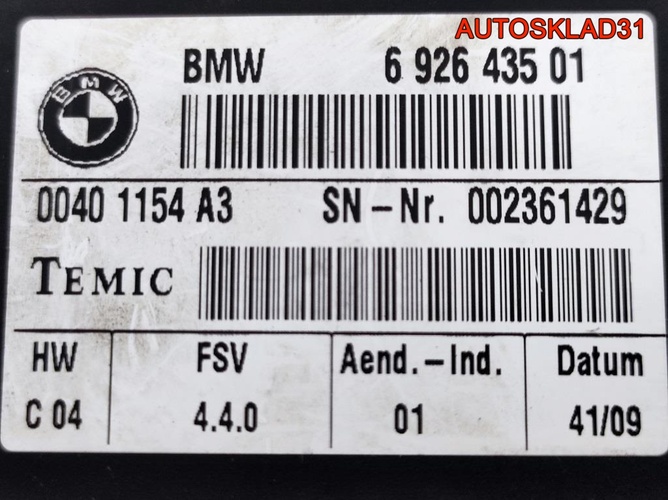 AUTOSKLAD31
BMW 6 926 435 01
BMW
0040 1154 A3 SN-Nr. 002361429
TEMIC
HW FSV Aend.-Ind. Datum
C 04 4.4.0 01 41/09